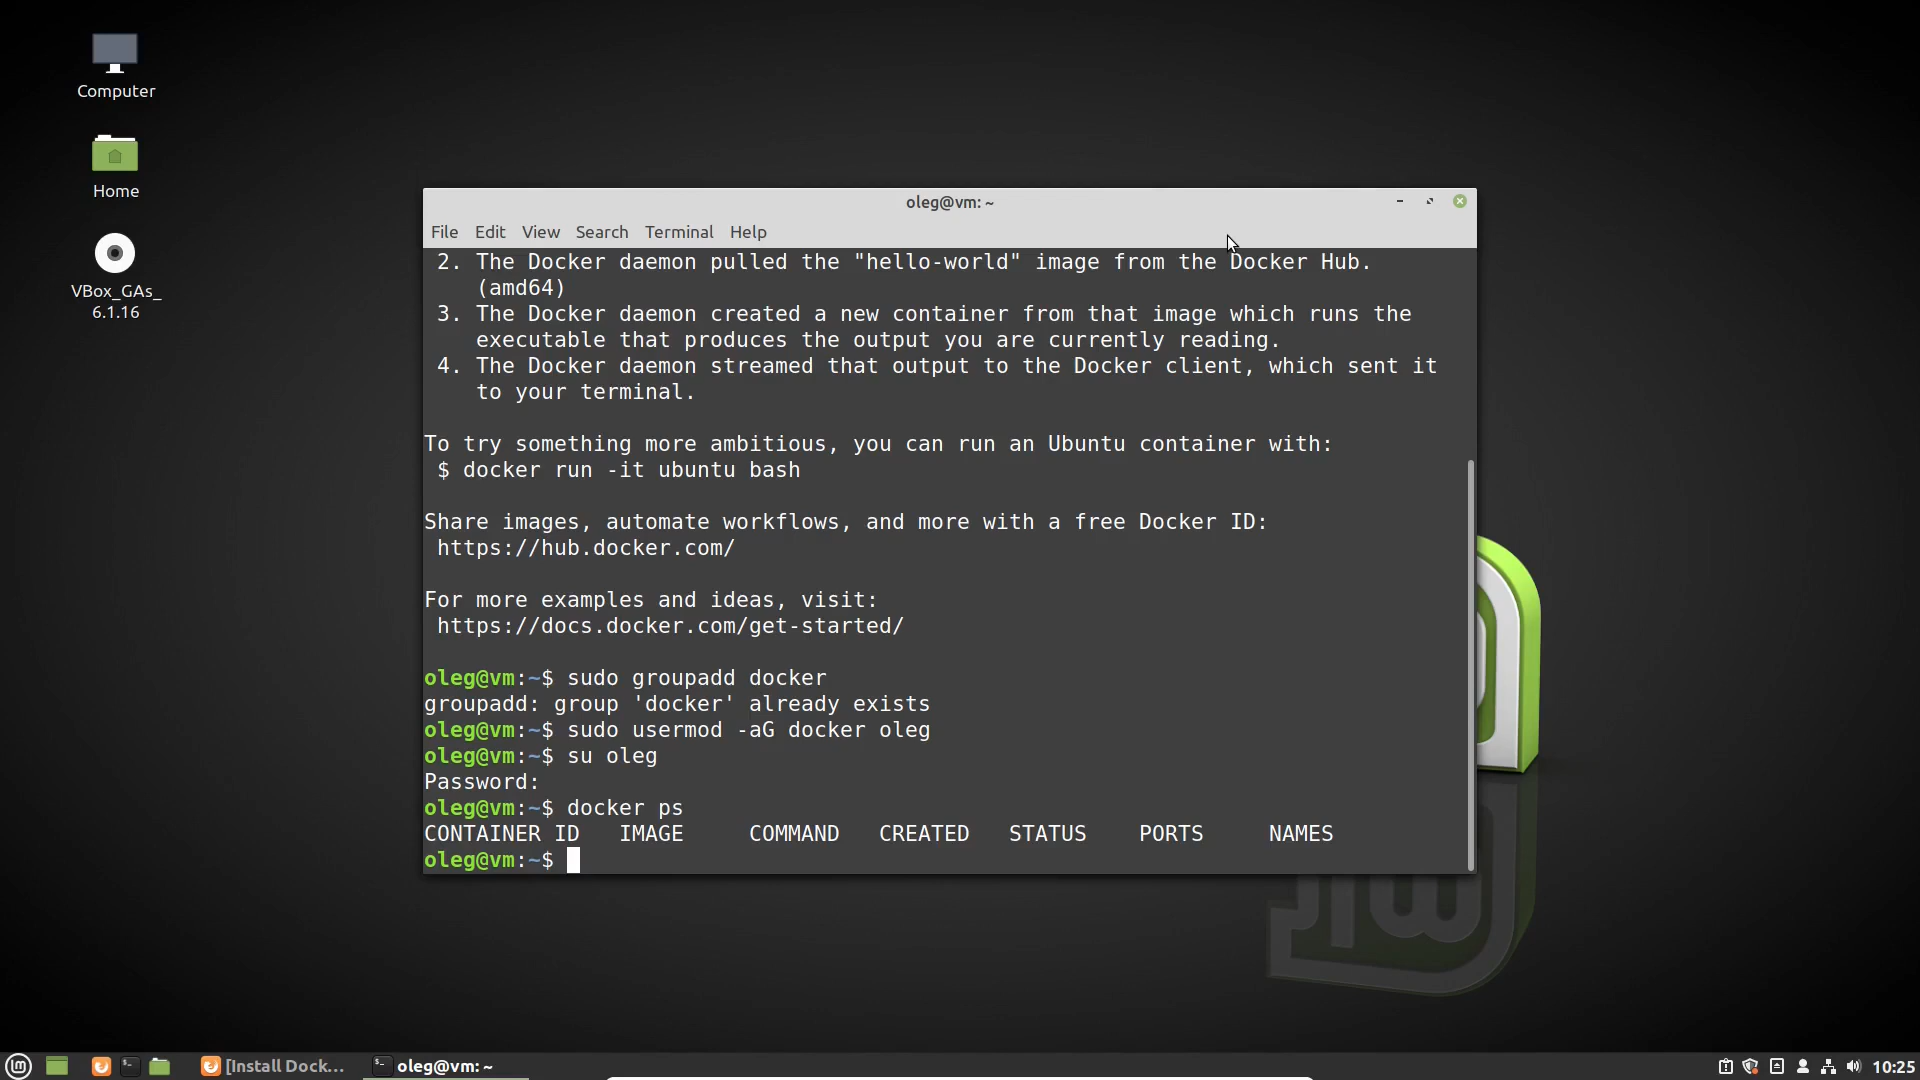 Computer
Home
VBox_GAs_
6.1.16
oleg@vm: ~
File Edit View Search Terminal Help
2. The Docker daemon pulled the "hello-world" image from the Docker Hub.
(amd64)
3. The Docker daemon created a new container from that image which runs the
executable that produces the output you are currently reading.
4. The Docker daemon streamed that output to the Docker client, which sent it
to your terminal.
To try something more ambitious, you can run an Ubuntu container with:
$ docker run -it ubuntu bash
Share images, automate workflows, and more with a free Docker ID:
https://hub.docker.com/
For more examples and ideas, visit:
https://docs.docker.com/get-started/
oleg@vm:~$ sudo groupadd docker
groupadd: group 'docker' already exists
oleg@vm:~$ sudo usermod -aG docker oleg
oleg@vm:~$ su oleg
Password:
oleg@vm:~$ docker ps
CONTAINER ID IMAGE COMMAND CREATED STATUS PORTS NAMES
oleg@vm:~$
[Install Dock... oleg@vm: ~ 10:25